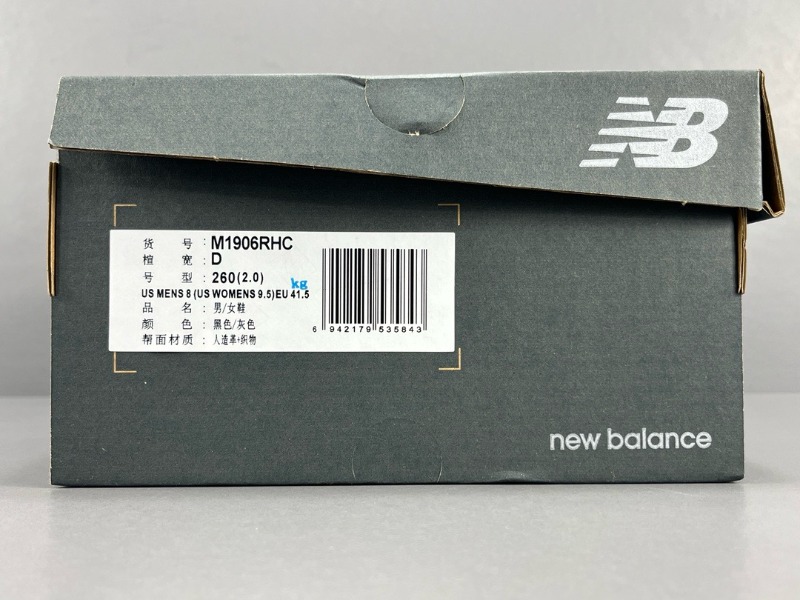 NB
货 号 : M1906RHC
楦 宽 : D
号 型 : 260(2.0)
kg
US MENS 8 (US WOMENS 9.5)EU 41.5
品 名 : 男/女鞋
颜 色 : 黑色/灰色
帮面材质 : 人造革+织物
6 942179 535843
new balance